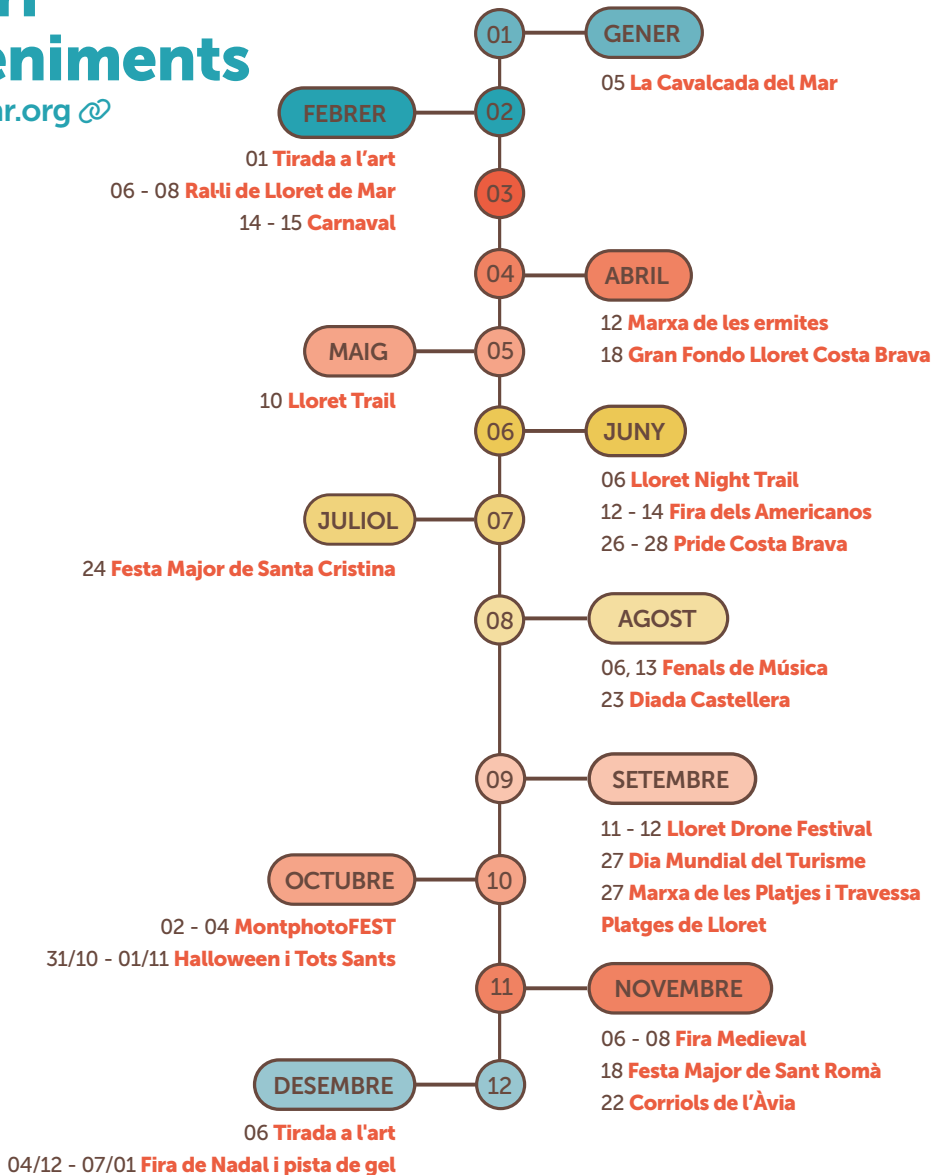 01
GENER
05 La Cavalcada del Mar
FEBRER
02
01 Tirada a l’art
06 - 08 Ral·li de Lloret de Mar
14 - 15 Carnaval
03
04
ABRIL
12 Marxa de les ermites
18 Gran Fondo Lloret Costa Brava
MAIG
05
10 Lloret Trail
06
JUNY
06 Lloret Night Trail
12 - 14 Fira dels Americanos
26 - 28 Pride Costa Brava
JULIOL
07
24 Festa Major de Santa Cristina
08
AGOST
06, 13 Fenals de Música
23 Diada Castellera
09
SETEMBRE
11 - 12 Lloret Drone Festival
27 Dia Mundial del Turisme
27 Marxa de les Platjes i Travessa
Platges de Lloret
OCTUBRE
10
02 - 04 MontphotoFEST
31/10 - 01/11 Halloween i Tots Sants
11
NOVEMBRE
06 - 08 Fira Medieval
18 Festa Major de Sant Romà
22 Corriols de l’Àvia
DESEMBRE
12
06 Tirada a l'art
04/12 - 07/01 Fira de Nadal i pista de gel